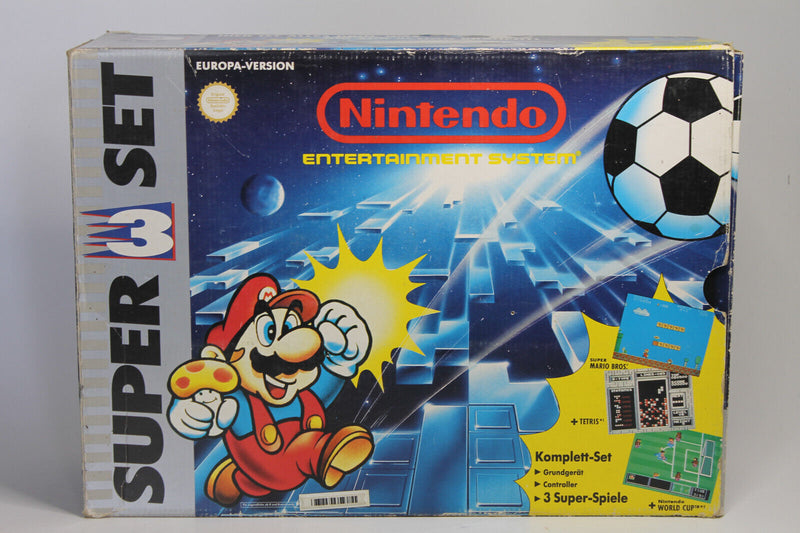 EUROPA-VERSION
Nintendo
ENTERTAINMENT SYSTEM
SUPER 3 SET
M
SUPER
MARIO BROS.
+ TETRIS
Komplett-Set
▸ Grundgerät
▸ Controller
▸ 3 Super-Spiele
Nintendo
+ WORLD CUP